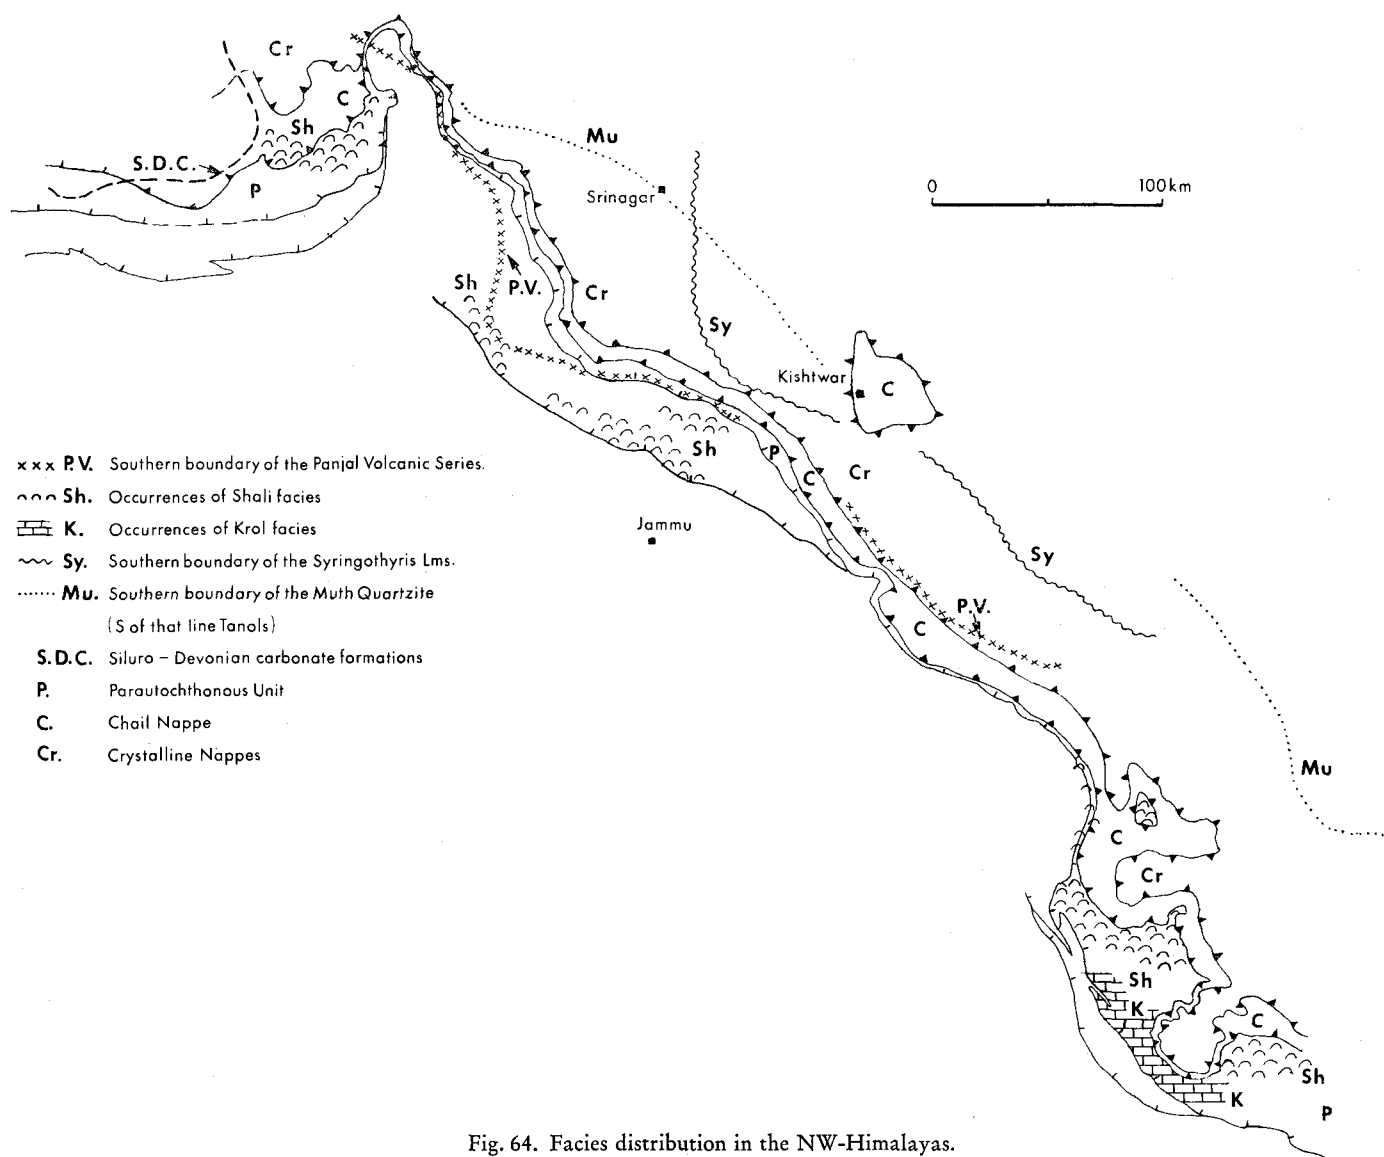 Cr
C
Sh
S.D.C.
P
Mu
Srinagar
0 100km
Sh
P.V.
Cr
Sy
Kishtwar
C
Sh
P
C
Cr
Jammu
Sy
P.V.
C
Mu
C
Cr
Sh
K
C
Sh
K
P
x x x P.V. Southern boundary of the Panjal Volcanic Series.
Sh. Occurrences of Shali facies
K. Occurrences of Krol facies
Sy. Southern boundary of the Syringothyris Lms.
Mu. Southern boundary of the Muth Quartzite
(S of that line Tanols)
S.D.C. Siluro – Devonian carbonate formations
P. Parautochthonous Unit
C. Chail Nappe
Cr. Crystalline Nappes
Fig. 64. Facies distribution in the NW-Himalayas.